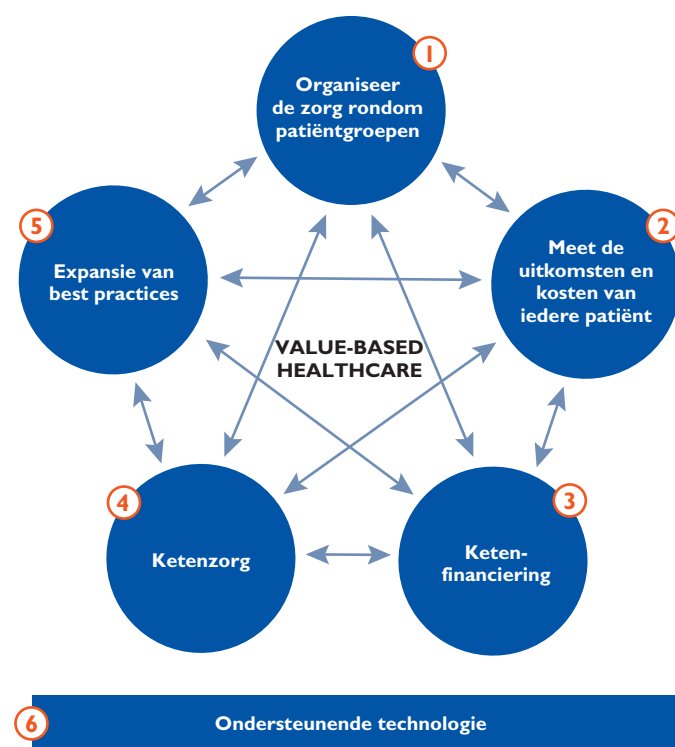 1
Organiseer
de zorg rondom
patiëntgroepen
2
Meet de
uitkomsten en
kosten van
iedere patiënt
5
Expansie van
best practices
VALUE-BASED
HEALTHCARE
4
Ketenzorg
3
Keten-
financiering
6
Ondersteunende technologie